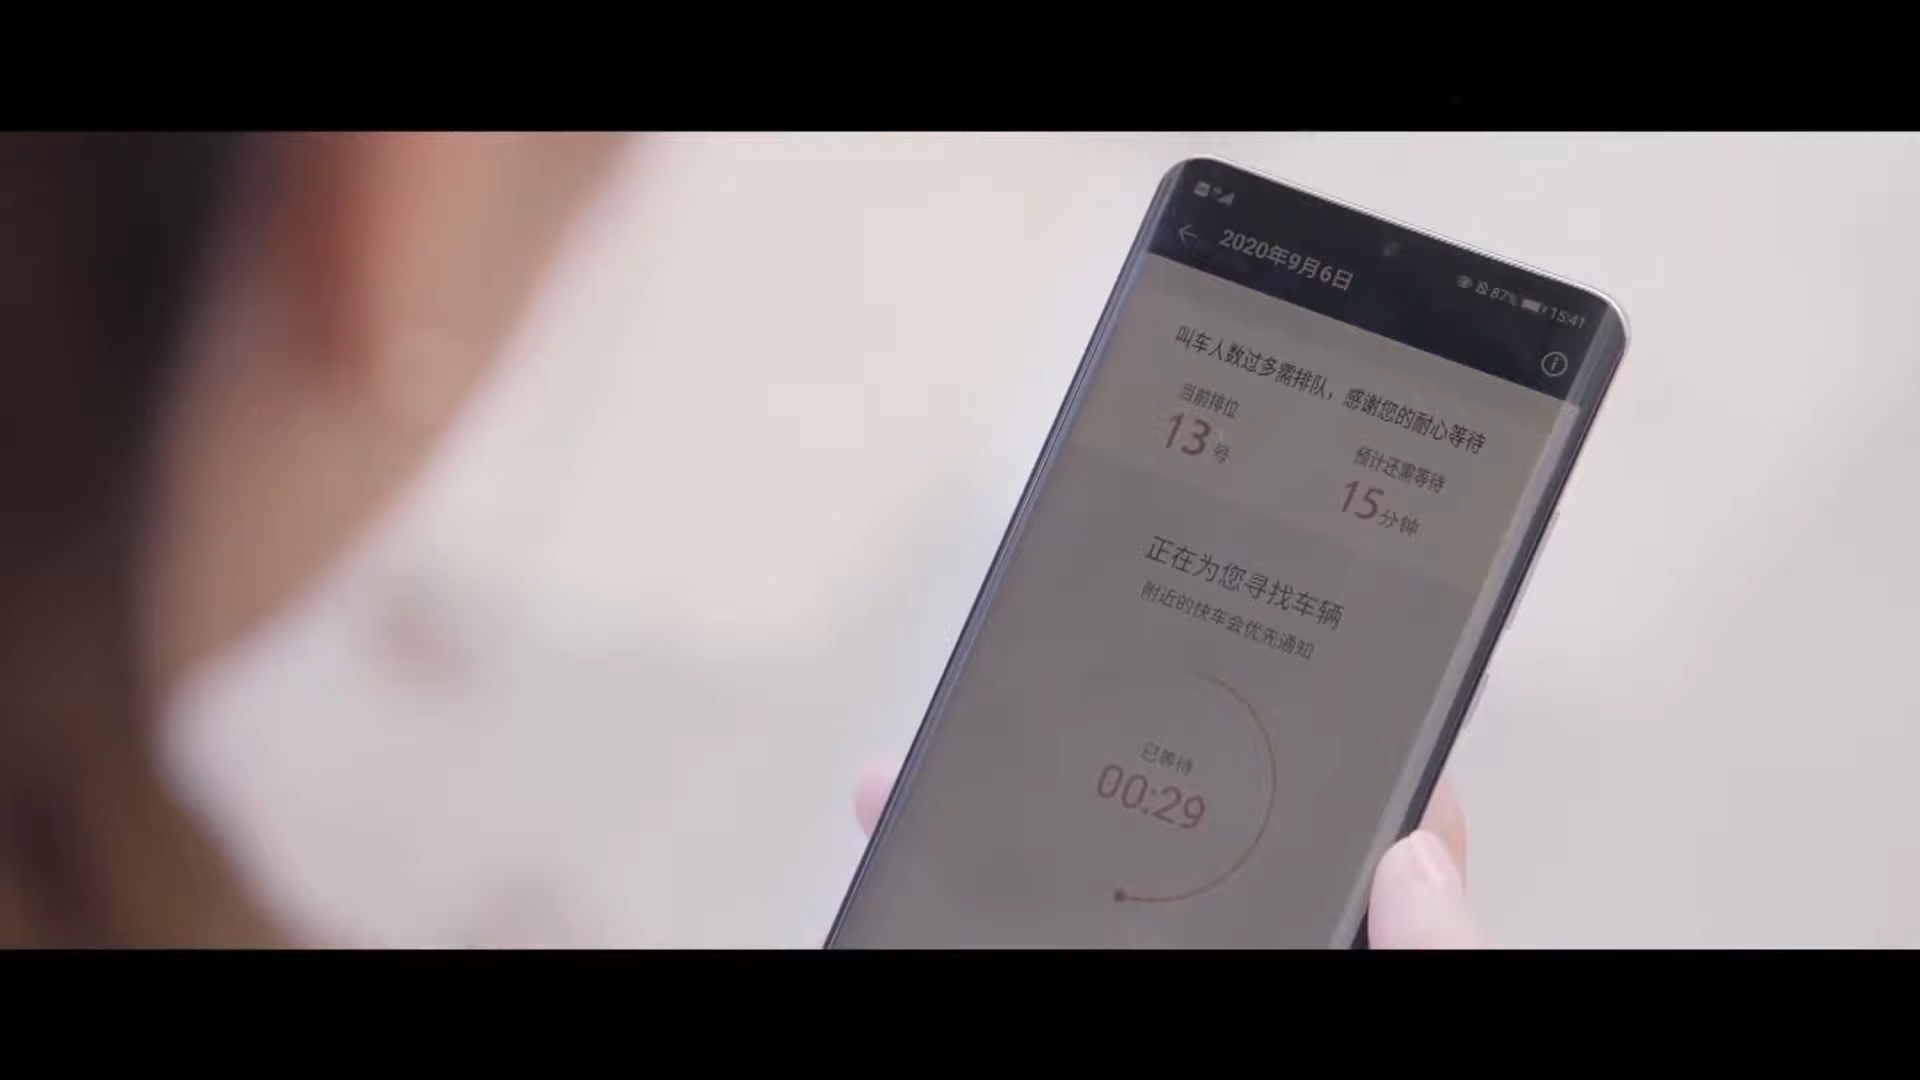 2020年9月6日
87% 15:41
叫车人数过多需排队，感谢您的耐心等待
当前排位
13号
预计还需等待
15分钟
正在为您寻找车辆
附近的快车会优先通知
已等待
00:29